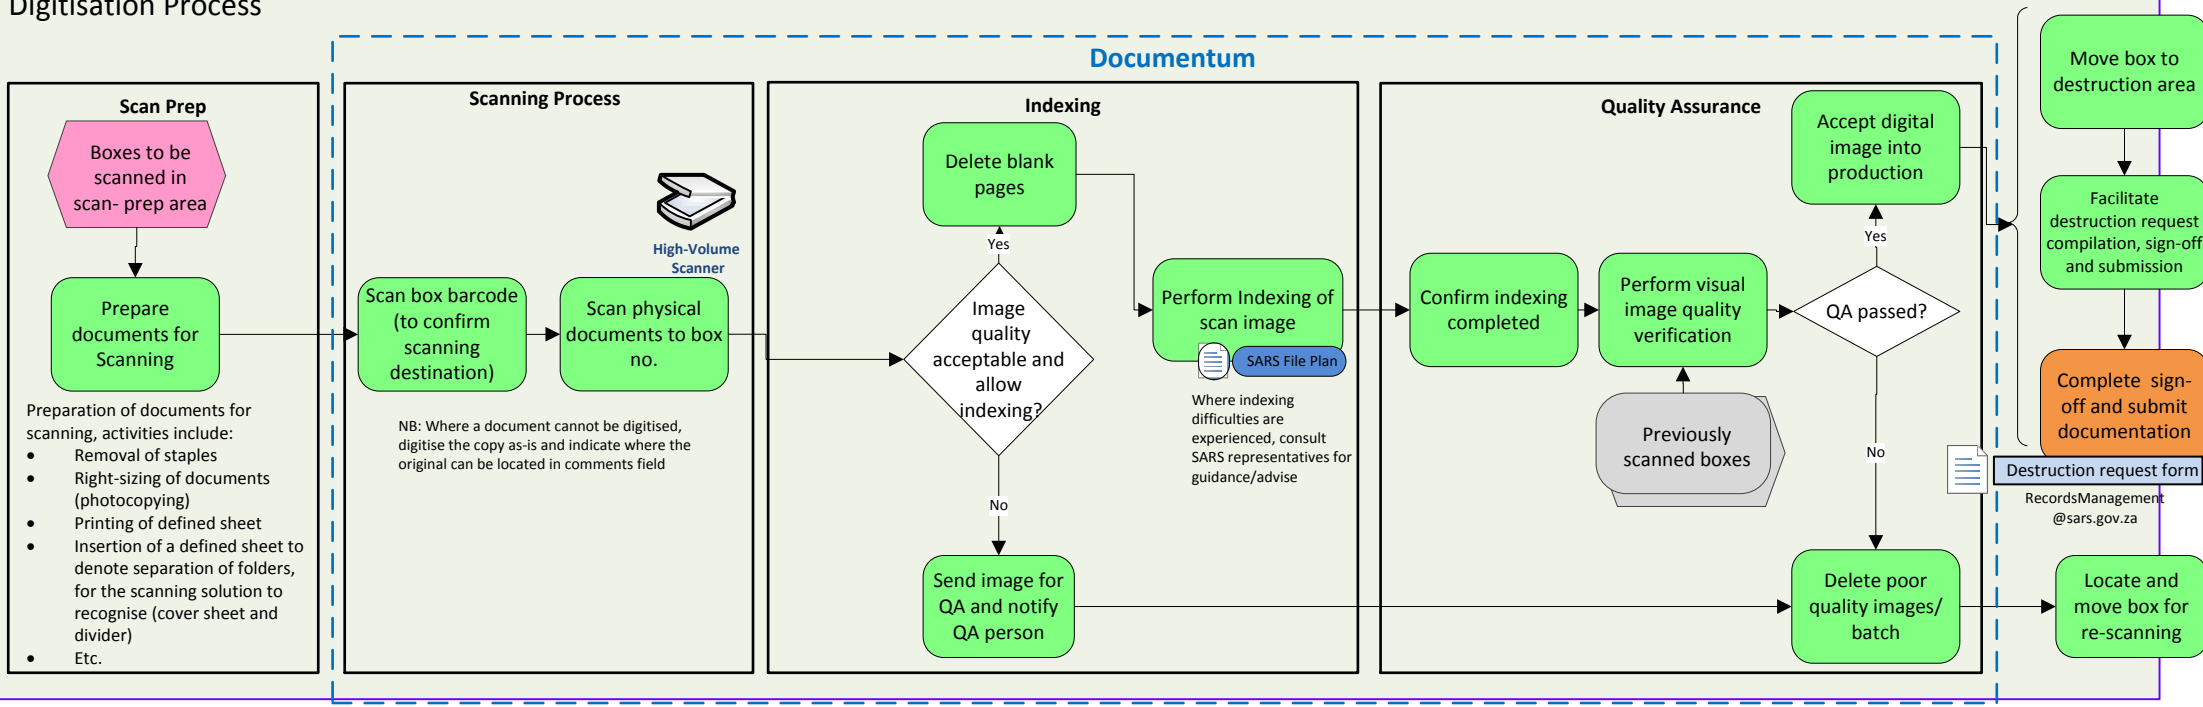 Digitisation Process
Documentum
Scan Prep
Boxes to be
scanned in
scan- prep area
Prepare
documents for
Scanning
Preparation of documents for
scanning, activities include:
• Removal of staples
• Right-sizing of documents
(photocopying)
• Printing of defined sheet
• Insertion of a defined sheet to
denote separation of folders,
for the scanning solution to
recognise (cover sheet and
divider)
• Etc.
Scanning Process
High-Volume
Scanner
Scan box barcode
(to confirm
scanning
destination)
Scan physical
documents to box
no.
NB: Where a document cannot be digitised,
digitise the copy as-is and indicate where the
original can be located in comments field
Indexing
Delete blank
pages
Yes
Image
quality
acceptable and
allow
indexing?
No
Send image for
QA and notify
QA person
Perform Indexing of
scan image
SARS File Plan
Where indexing
difficulties are
experienced, consult
SARS representatives for
guidance/advise
Quality Assurance
Confirm indexing
completed
Perform visual
image quality
verification
Previously
scanned boxes
Accept digital
image into
production
Yes
QA passed?
No
Delete poor
quality images/
batch
Move box to
destruction area
Facilitate
destruction request
compilation, sign-off
and submission
Complete sign-
off and submit
documentation
Destruction request form
RecordsManagement
@sars.gov.za
Locate and
move box for
re-scanning